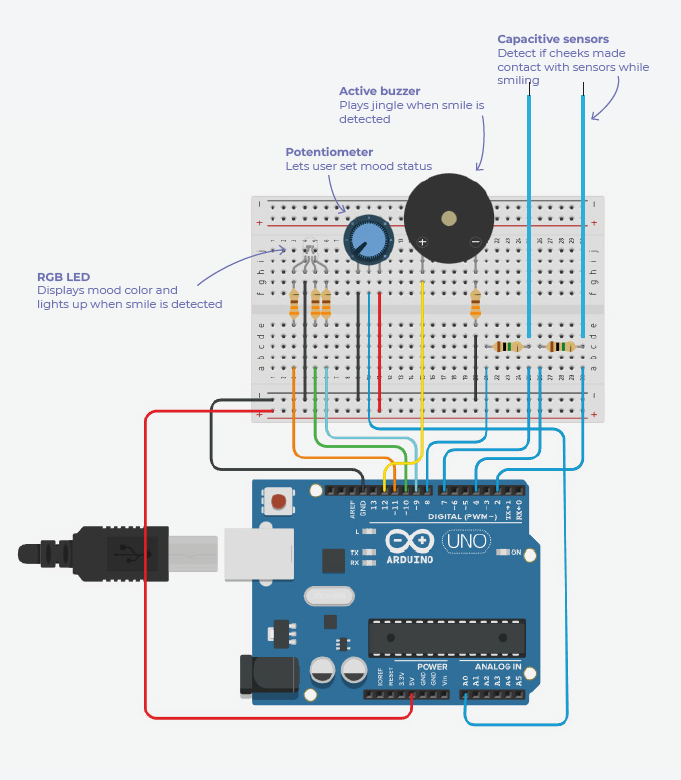 Capacitive sensors
Detect if cheeks made
contact with sensors while
smiling
Active buzzer
Plays jingle when smile is
detected
Potentiometer
Lets user set mood status
RGB LED
Displays mood color and
lights up when smile is detected
AREF
GND
13
12
~11
~10
~9
8
7
~6
~5
4
~3
2
TX→1
RX←0
DIGITAL (PWM~)
L
TX
RX
ARDUINO
UNO
ON
POWER
ANALOG IN
IOREF
RESET
3.3V
5V
GND
GND
Vin
A0
A1
A2
A3
A4
A5